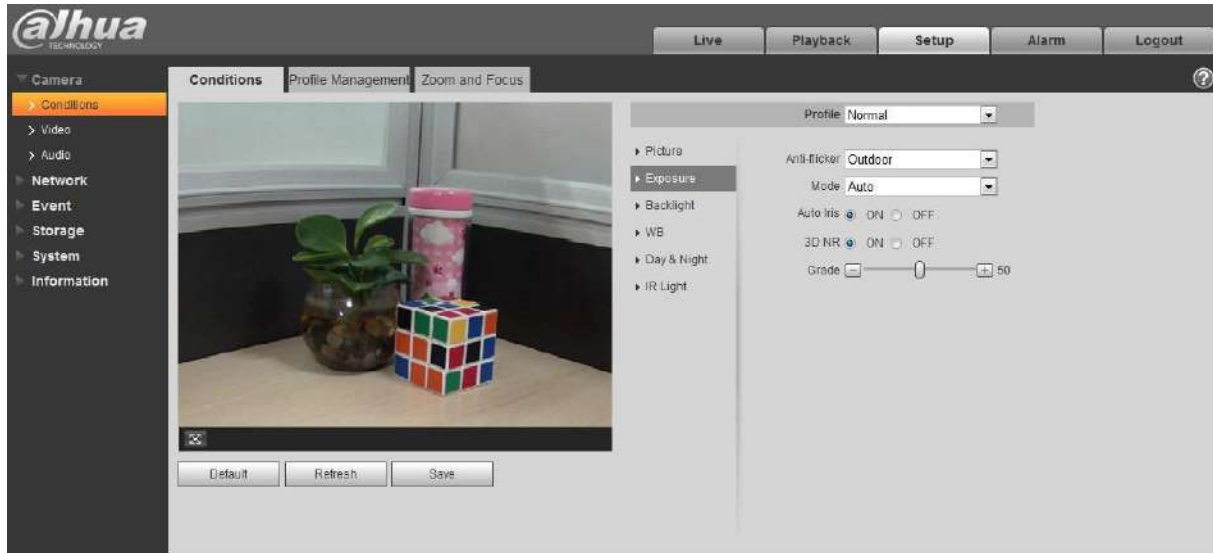 alhua
TECHNOLOGY
Live
Playback
Setup
Alarm
Logout
Camera
Conditions
Video
Audio
Network
Event
Storage
System
Information
Conditions
Profile Management
Zoom and Focus
?
Profile Normal
Picture
Exposure
Backlight
WB
Day & Night
IR Light
Anti-flicker Outdoor
Mode Auto
Auto Iris ON OFF
3D NR ON OFF
Grade - + 50
Default
Refresh
Save